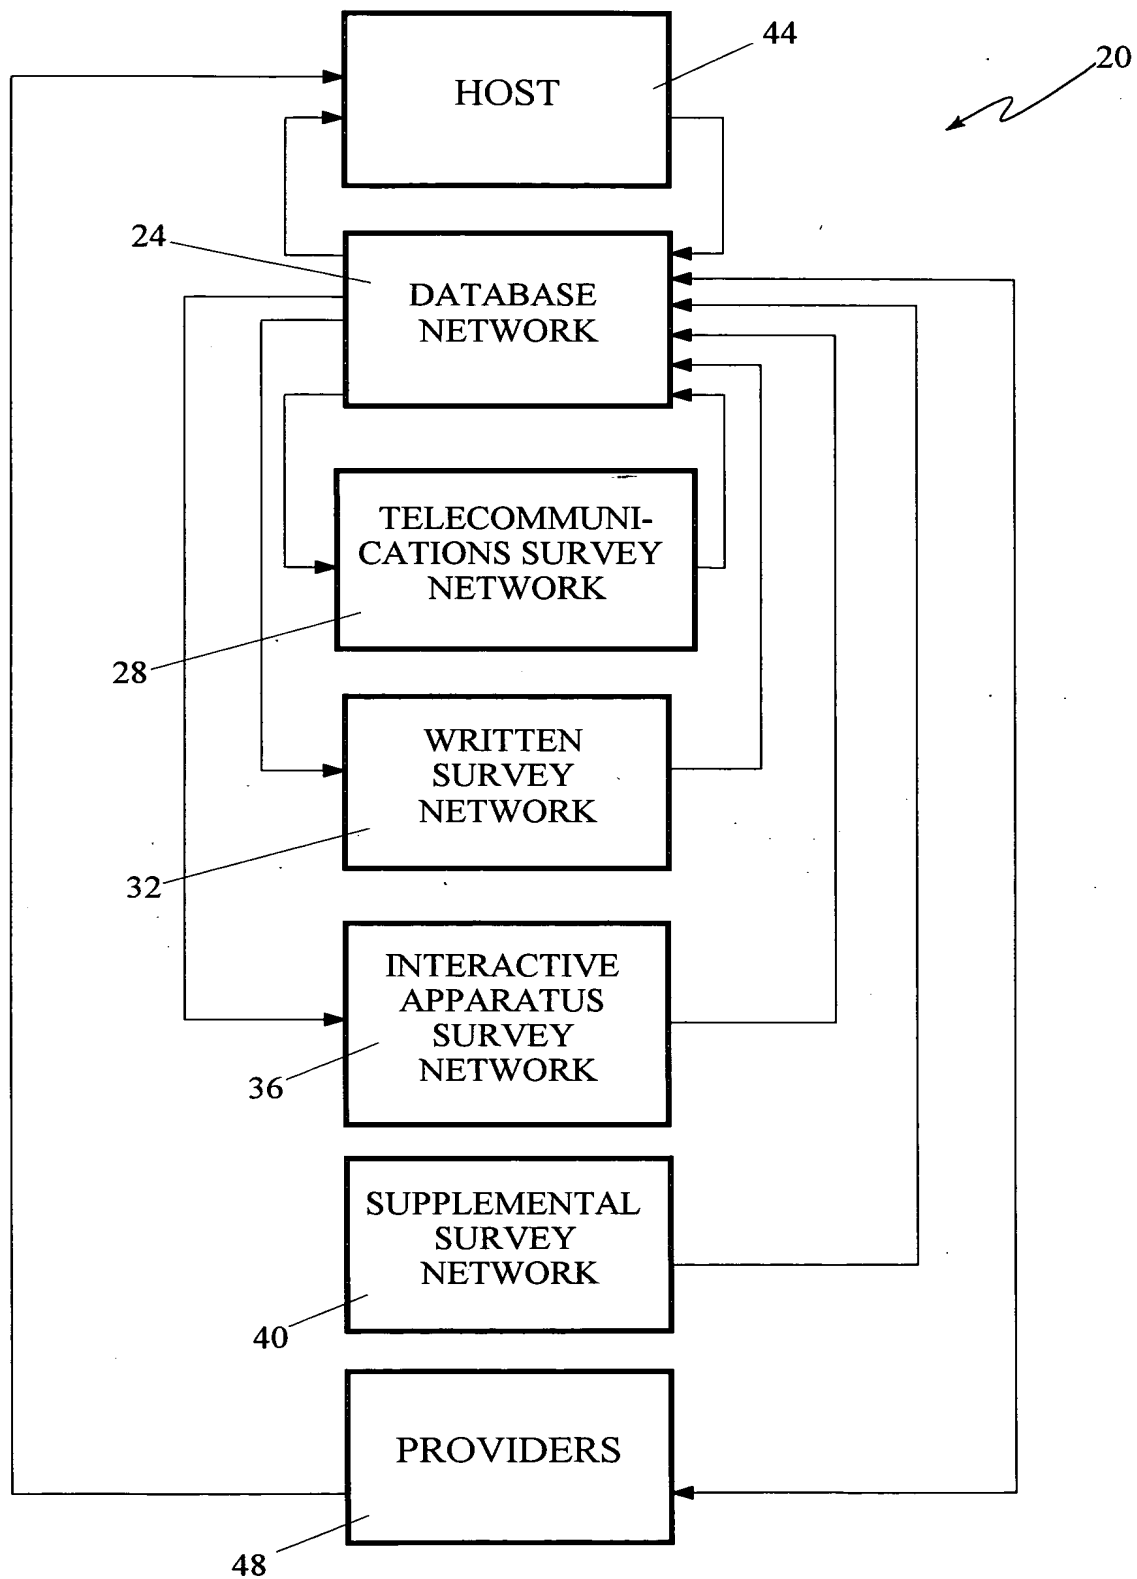 44
20
HOST
24
DATABASE
NETWORK
TELECOMMUNI-
CATIONS SURVEY
NETWORK
28
WRITTEN
SURVEY
NETWORK
32
INTERACTIVE
APPARATUS
SURVEY
NETWORK
36
SUPPLEMENTAL
SURVEY
NETWORK
40
PROVIDERS
48